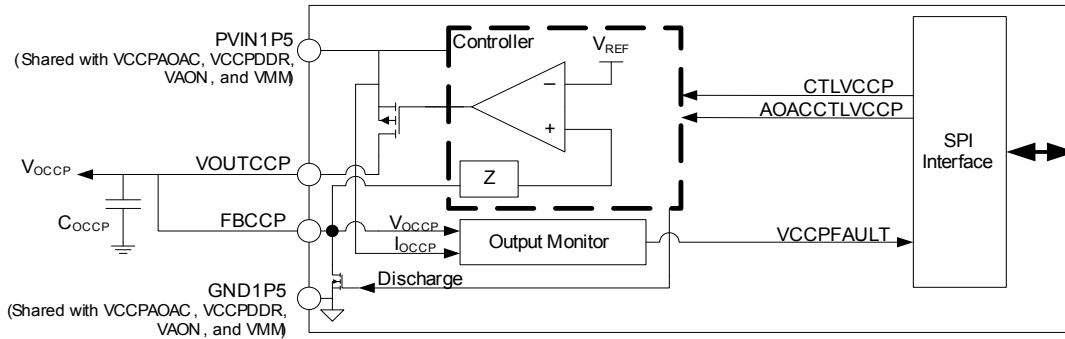 PVIN1P5
(Shared with VCCPAOAC, VCCPDDR,
VAON, and VMM)
Controller
VREF
−
+
Z
CTLVCCP
AOACCTLVCCP
SPI
Interface
VOCCP
VOUTCCP
COCCP
FBCCP
VOCCP
IOCCP
Output Monitor
VCCPFAULT
Discharge
GND1P5
(Shared with VCCPAOAC, VCCPDDR,
VAON, and VMM)